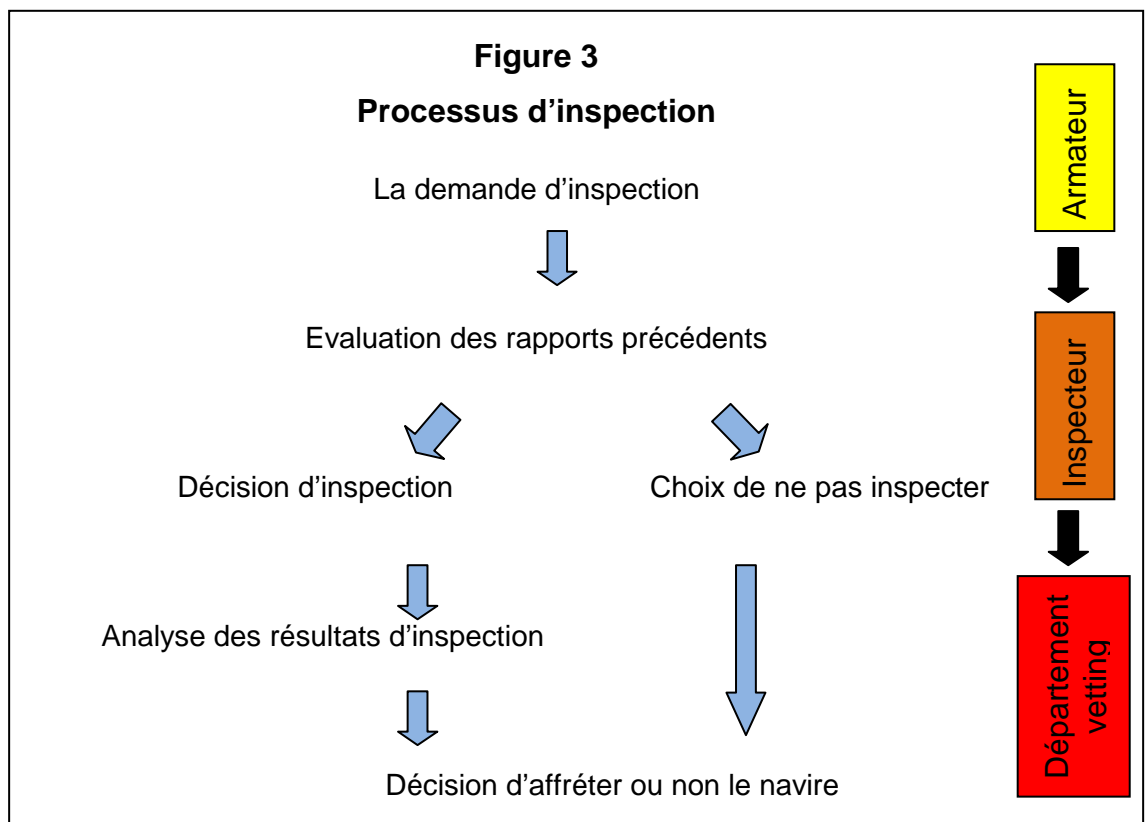 Figure 3
Processus d’inspection
La demande d’inspection
Evaluation des rapports précédents
Décision d’inspection
Choix de ne pas inspecter
Analyse des résultats d’inspection
Décision d’affréter ou non le navire
Armateur
Inspecteur
Département
vetting